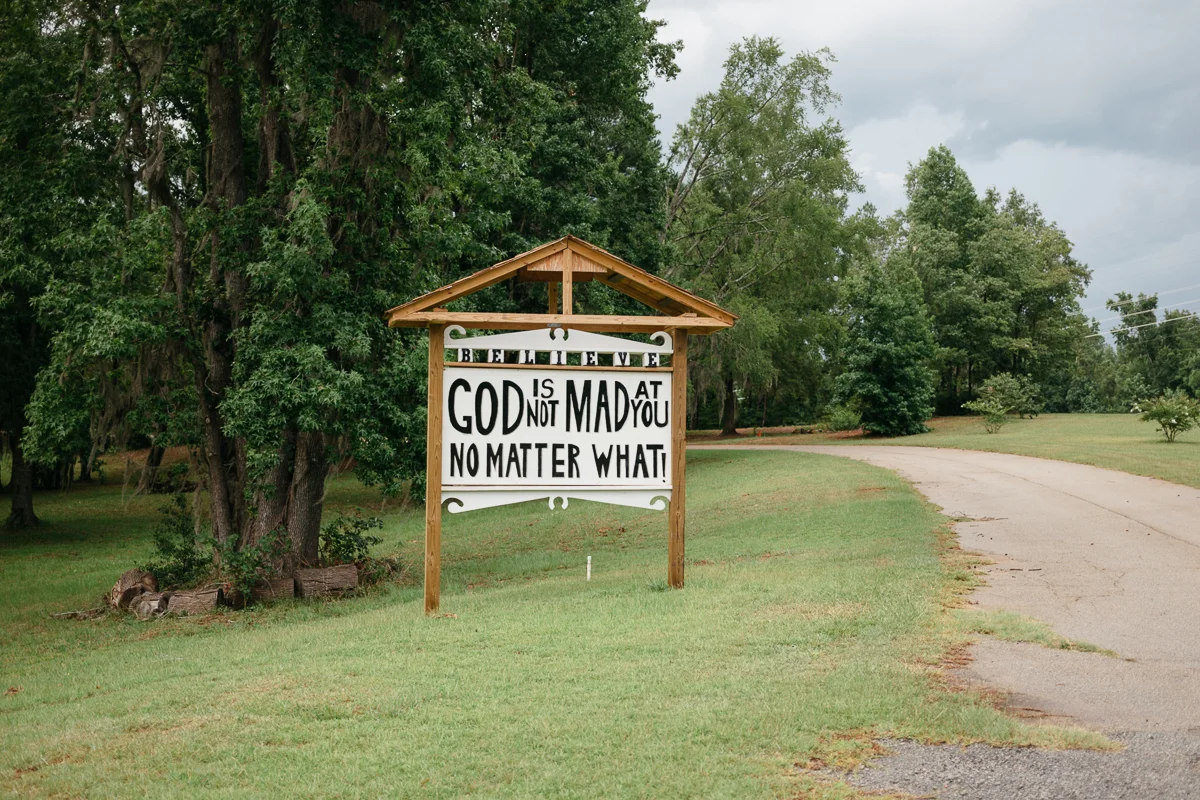 BELIEVE
GOD IS NOT MAD AT YOU
NO MATTER WHAT!